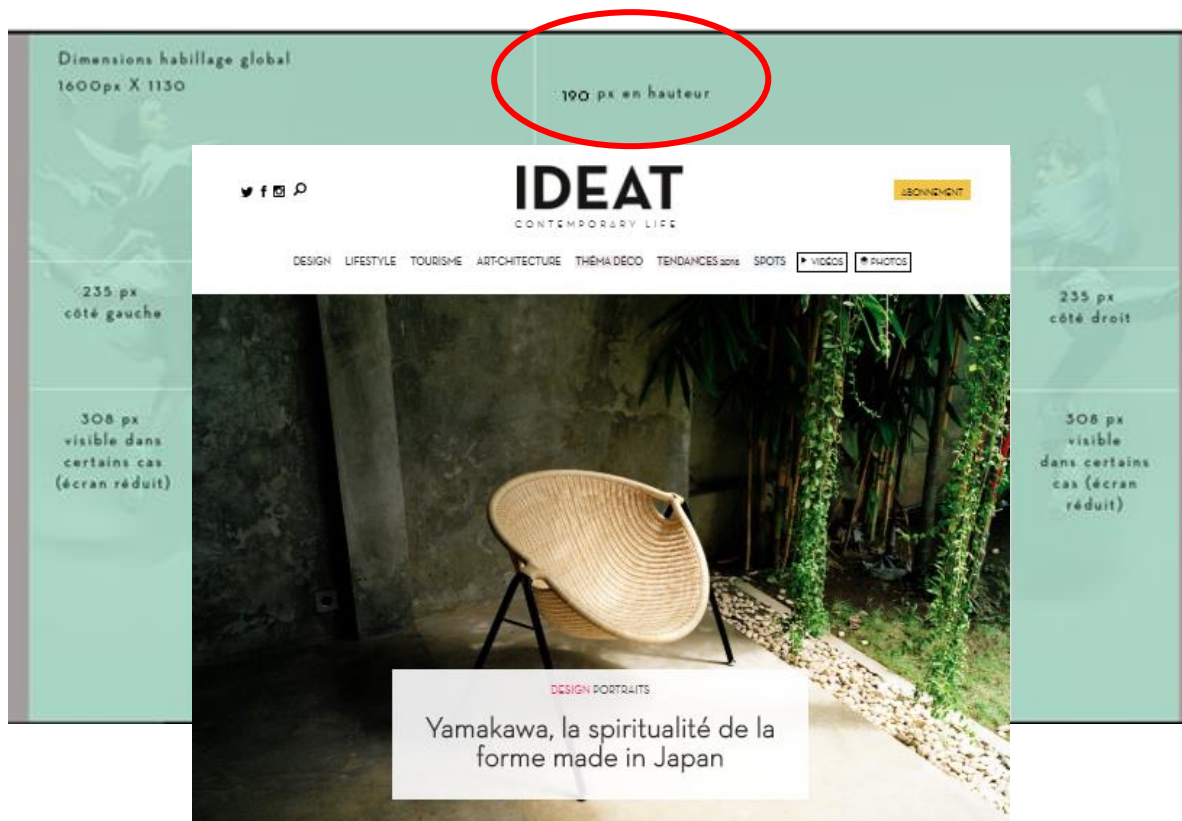 Dimensions habillage global
1600px X 1130
190 px en hauteur
IDEAT
CONTEMPORARY LIFE
ABONNEMENT
DESIGN LIFESTYLE TOURISME ART-CHITECTURE THÉMA DÉCO TENDANCES 2016 SPOTS VIDÉOS PHOTOS
235 px
côté gauche
235 px
côté droit
308 px
visible dans
certains cas
(écran réduit)
308 px
visible
dans certains
cas (écran
réduit)
DESIGN PORTRAITS
Yamakawa, la spiritualité de la
forme made in Japan